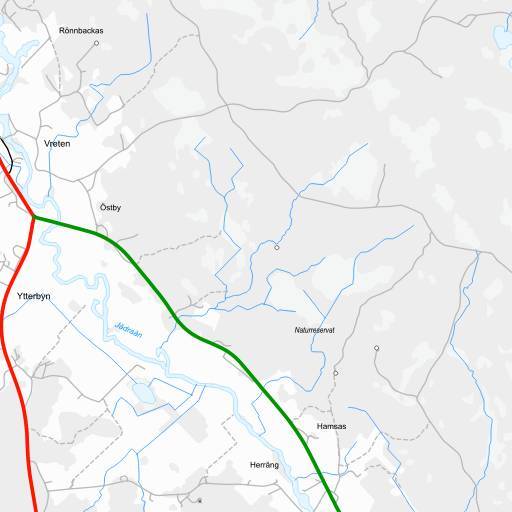 Rönnbackas
Vreten
Östby
Ytterbyn
Jädraån
Naturreservat
Hamsas
Herräng